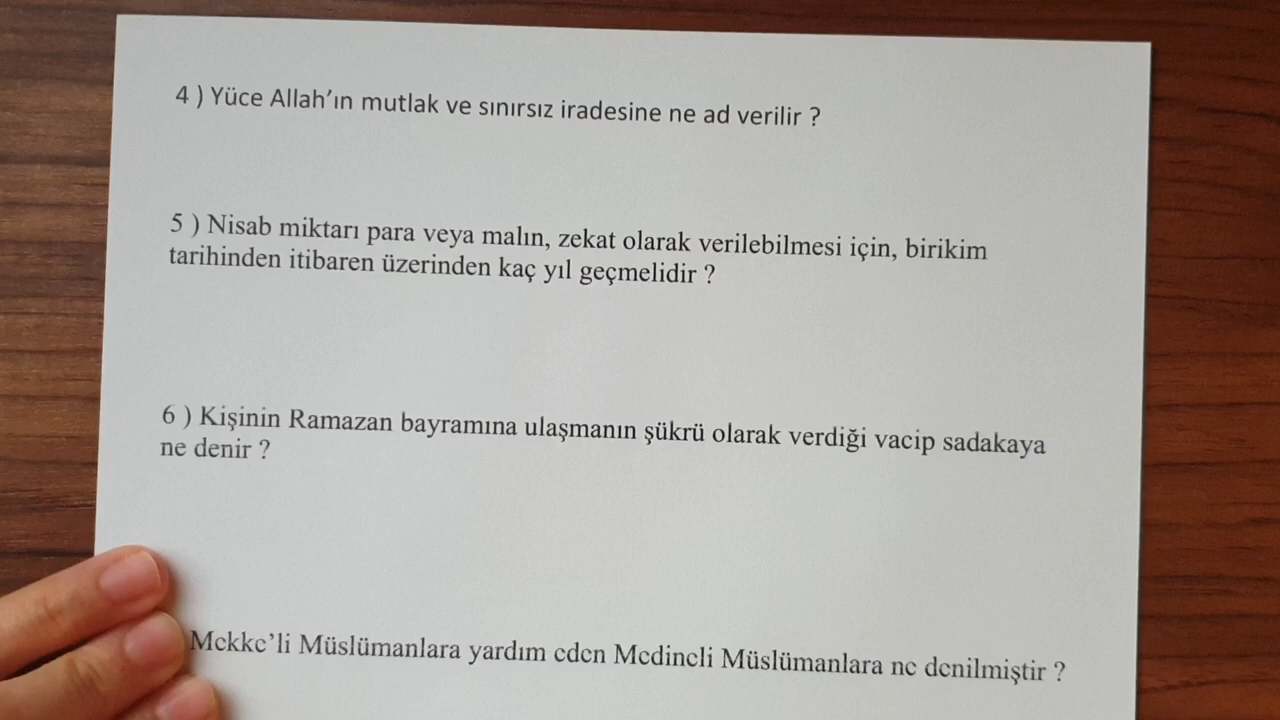 4 ) Yüce Allah’ın mutlak ve sınırsız iradesine ne ad verilir ?
5 ) Nisab miktarı para veya malın, zekat olarak verilebilmesi için, birikim
tarihinden itibaren üzerinden kaç yıl geçmelidir ?
6 ) Kişinin Ramazan bayramına ulaşmanın şükrü olarak verdiği vacip sadakaya
ne denir ?
Mekke’li Müslümanlara yardım eden Medineli Müslümanlara ne denilmiştir ?